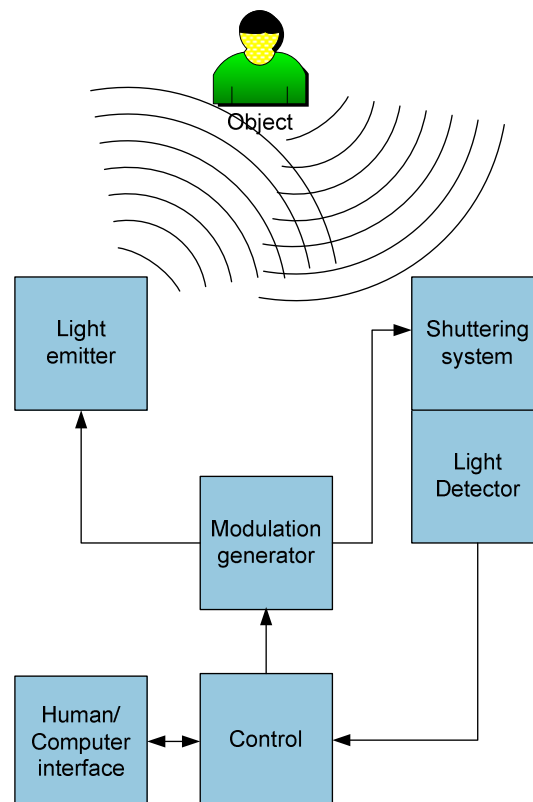 Object
Light
emitter
Shuttering
system
Light
Detector
Modulation
generator
Human/
Computer
interface
Control